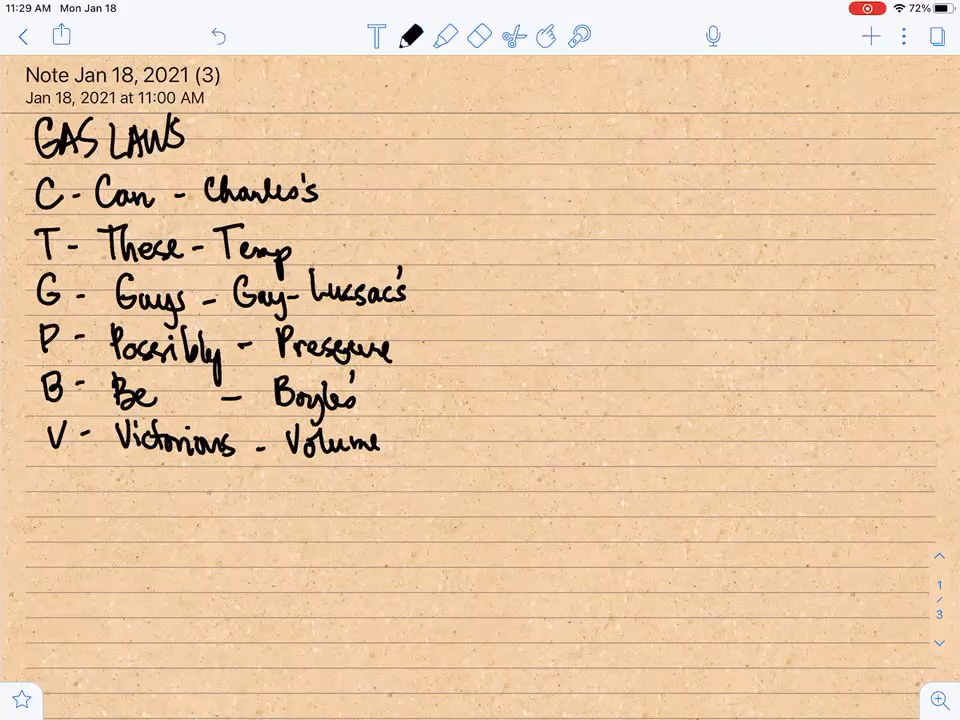 11:29 AM Mon Jan 18
72%
Note Jan 18, 2021 (3)
Jan 18, 2021 at 11:00 AM
GAS LAWS
C - Can - Charles's
T - These - Temp
G - Guys - Gay-Lussac's
P - Possibly - Pressure
B - Be - Boyles'
V - Victorious - Volume
1
/
3